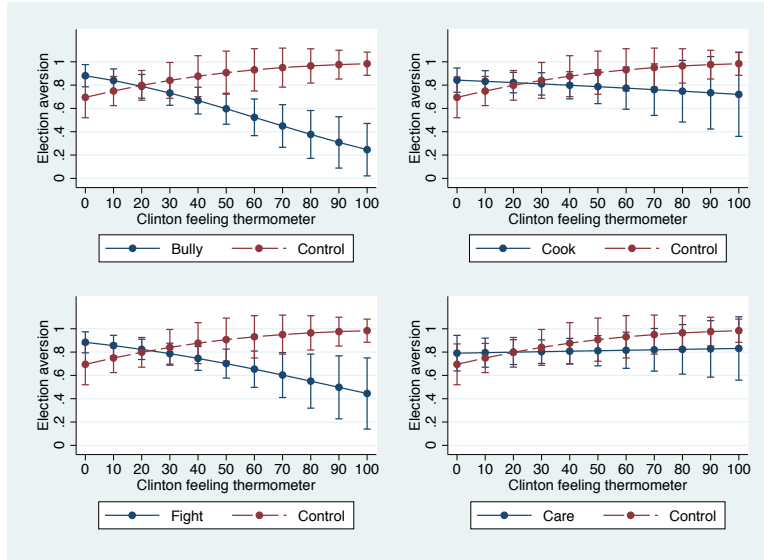 Election aversion
1
.8
.6
.4
.2
0
0 10 20 30 40 50 60 70 80 90 100
Clinton feeling thermometer
Bully Control
Election aversion
1
.8
.6
.4
.2
0
0 10 20 30 40 50 60 70 80 90 100
Clinton feeling thermometer
Cook Control
Election aversion
1
.8
.6
.4
.2
0
0 10 20 30 40 50 60 70 80 90 100
Clinton feeling thermometer
Fight Control
Election aversion
1
.8
.6
.4
.2
0
0 10 20 30 40 50 60 70 80 90 100
Clinton feeling thermometer
Care Control